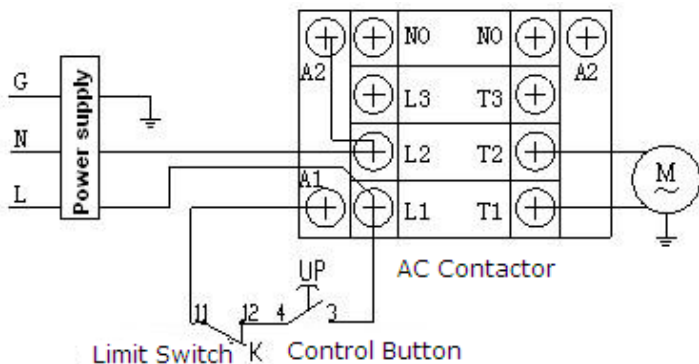 NO NO
A2 A2
G
L3 T3
Power supply
N
L2 T2
M
A1
L
L1 T1
AC Contactor
UP
11 12 4 3
Limit Switch K Control Button